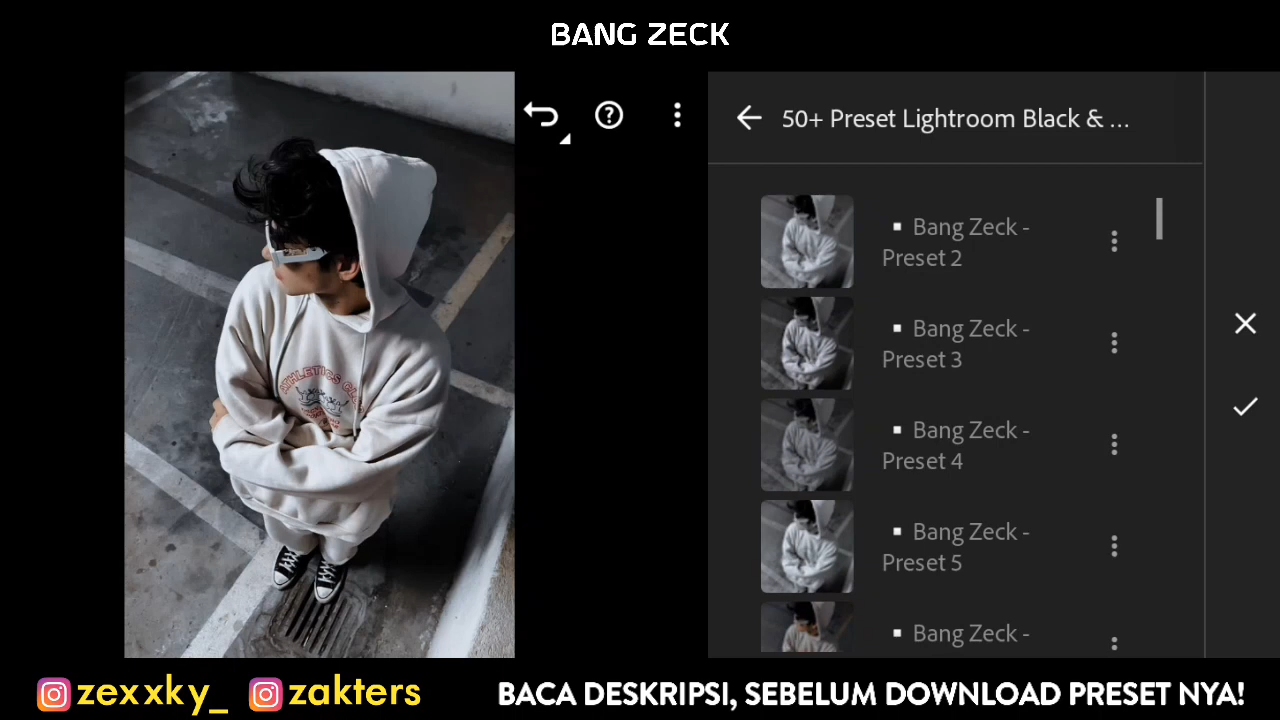 BANG ZECK
50+ Preset Lightroom Black & ...
▪ Bang Zeck -
Preset 2
▪ Bang Zeck -
Preset 3
▪ Bang Zeck -
Preset 4
▪ Bang Zeck -
Preset 5
▪ Bang Zeck -
ATHLETICS
zexxky_ zakters
BACA DESKRIPSI, SEBELUM DOWNLOAD PRESET NYA!